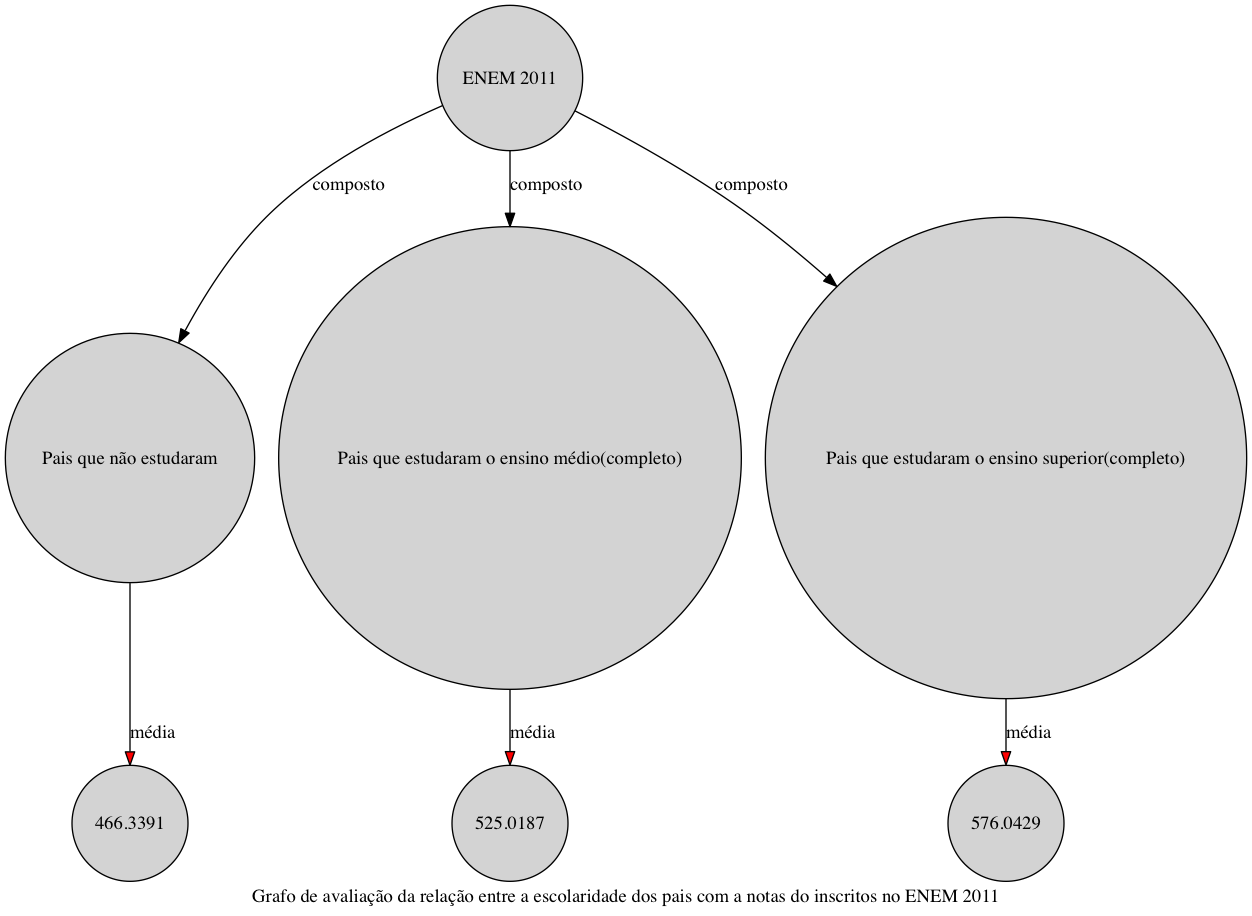 ENEM 2011
composto
composto
composto
Pais que não estudaram
Pais que estudaram o ensino médio(completo)
Pais que estudaram o ensino superior(completo)
média
média
média
466.3391
525.0187
576.0429
Grafo de avaliação da relação entre a escolaridade dos pais com a notas do inscritos no ENEM 2011